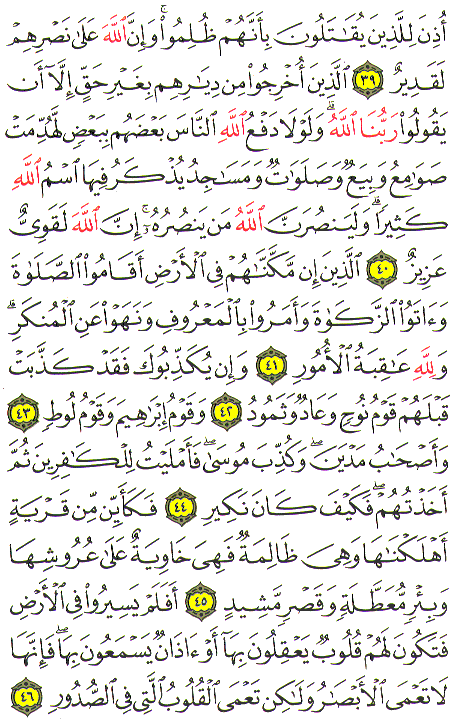 أُذِنَ لِلَّذِينَ يُقَٰتَلُونَ بِأَنَّهُمْ ظُلِمُوا۟ ۚ وَإِنَّ ٱللَّهَ عَلَىٰ نَصْرِهِمْ
لَقَدِيرٌ ٣٩ ٱلَّذِينَ أُخْرِجُوا۟ مِن دِيَٰرِهِم بِغَيْرِ حَقٍّ إِلَّآ أَن
يَقُولُوا۟ رَبُّنَا ٱللَّهُ ۗ وَلَوْلَا دَفْعُ ٱللَّهِ ٱلنَّاسَ بَعْضَهُم بِبَعْضٍ لَّهُدِّمَتْ
صَوَٰمِعُ وَبِيَعٌ وَصَلَوَٰتٌ وَمَسَٰجِدُ يُذْكَرُ فِيهَا ٱسْمُ ٱللَّهِ
كَثِيرًا ۗ وَلَيَنصُرَنَّ ٱللَّهُ مَن يَنصُرُهُۥٓ ۗ إِنَّ ٱللَّهَ لَقَوِىٌّ
عَزِيزٌ ٤٠ ٱلَّذِينَ إِن مَّكَّنَّٰهُمْ فِى ٱلْأَرْضِ أَقَامُوا۟ ٱلصَّلَوٰةَ
وَءَاتَوُا۟ ٱلزَّكَوٰةَ وَأَمَرُوا۟ بِٱلْمَعْرُوفِ وَنَهَوْا۟ عَنِ ٱلْمُنكَرِ ۗ
وَلِلَّهِ عَٰقِبَةُ ٱلْأُمُورِ ٤١ وَإِن يُكَذِّبُوكَ فَقَدْ كَذَّبَتْ
قَبْلَهُمْ قَوْمُ نُوحٍ وَعَادٌ وَثَمُودُ ٤٢ وَقَوْمُ إِبْرَٰهِيمَ وَقَوْمُ لُوطٍ ٤٣
وَأَصْحَٰبُ مَدْيَنَ ۖ وَكُذِّبَ مُوسَىٰ فَأَمْلَيْتُ لِلْكَٰفِرِينَ ثُمَّ
أَخَذْتُهُمْ ۖ فَكَيْفَ كَانَ نَكِيرِ ٤٤ فَكَأَيِّن مِّن قَرْيَةٍ
أَهْلَكْنَٰهَا وَهِىَ ظَالِمَةٌ فَهِىَ خَاوِيَةٌ عَلَىٰ عُرُوشِهَا
وَبِئْرٍ مُّعَطَّلَةٍ وَقَصْرٍ مَّشِيدٍ ٤٥ أَفَلَمْ يَسِيرُوا۟ فِى ٱلْأَرْضِ
فَتَكُونَ لَهُمْ قُلُوبٌ يَعْقِلُونَ بِهَآ أَوْ ءَاذَانٌ يَسْمَعُونَ بِهَا ۖ فَإِنَّهَا
لَا تَعْمَى ٱلْأَبْصَٰرُ وَلَٰكِن تَعْمَى ٱلْقُلُوبُ ٱلَّتِى فِى ٱلصُّدُورِ ٤٦